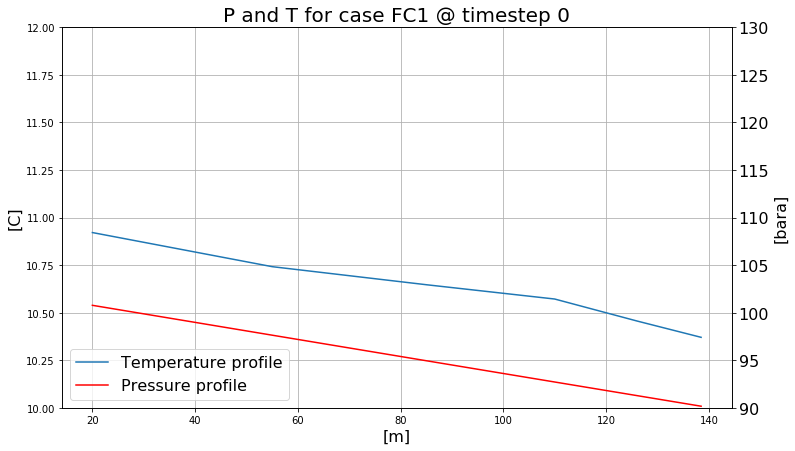 P and T for case FC1 @ timestep 0
12.00
11.75
11.50
11.25
11.00
10.75
10.50
10.25
10.00
[C]
130
125
120
115
110
105
100
95
90
[bara]
Temperature profile
Pressure profile
20 40 60 80 100 120 140
[m]